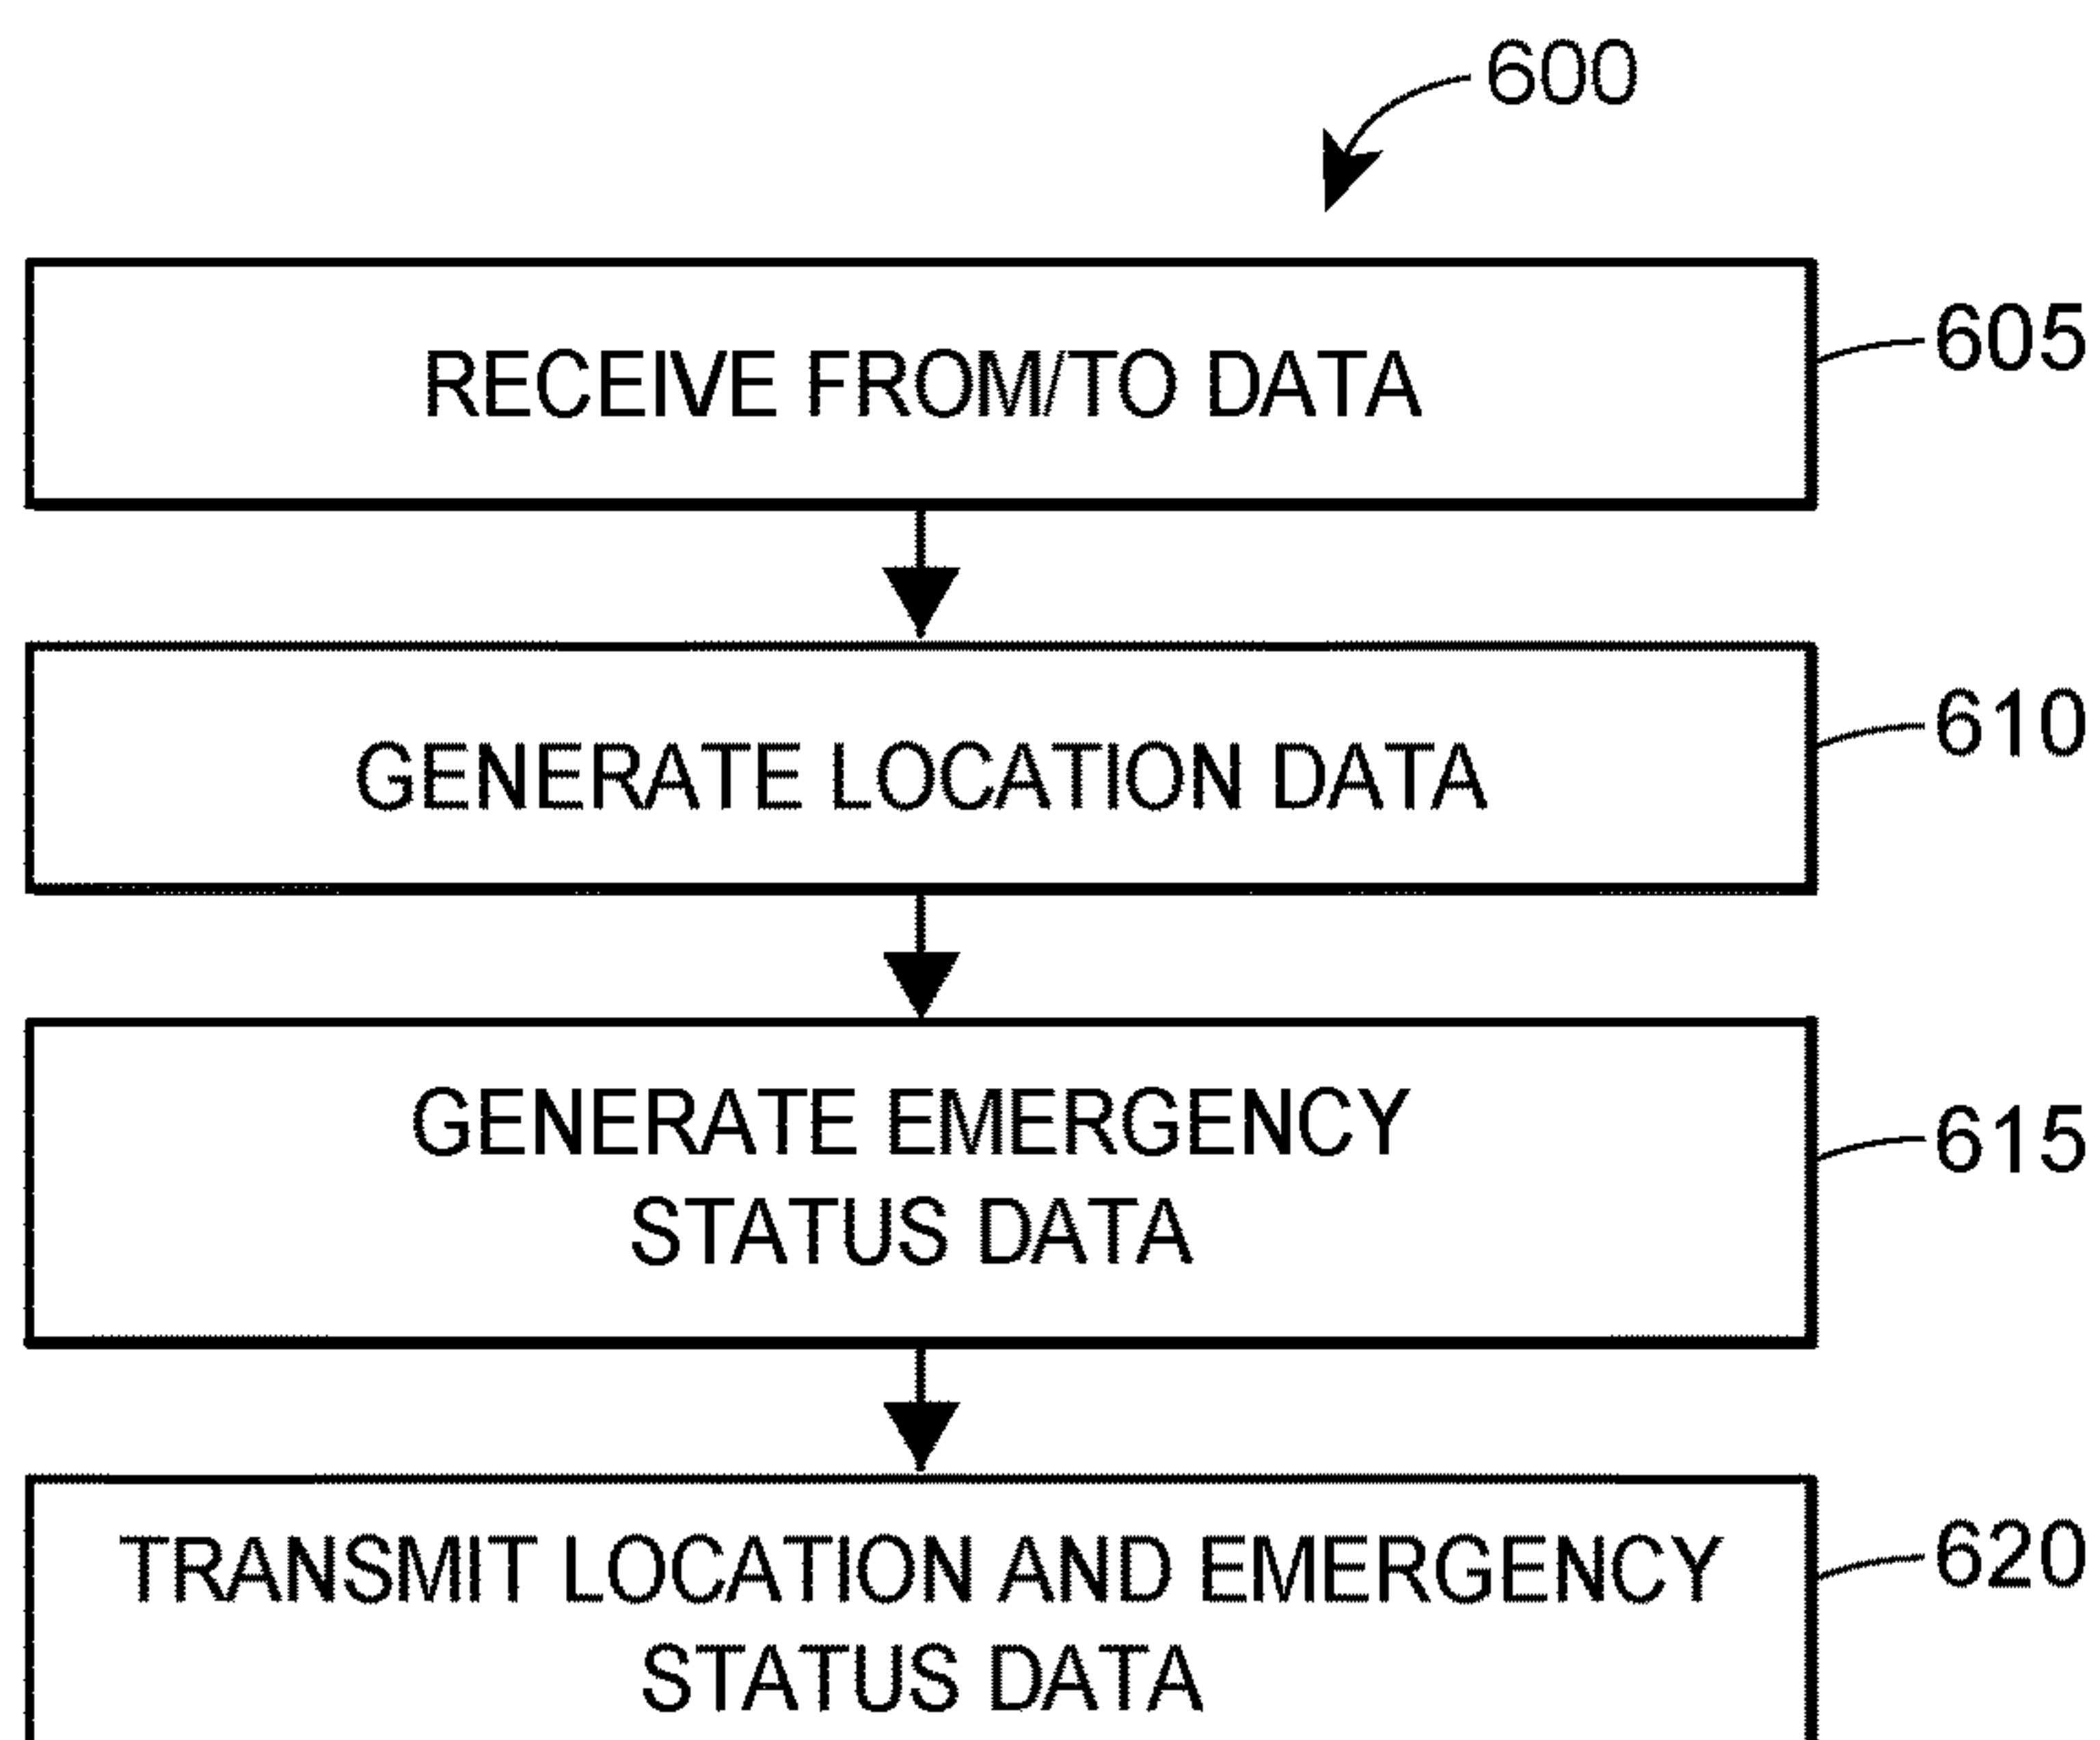 600
RECEIVE FROM/TO DATA
605
GENERATE LOCATION DATA
610
GENERATE EMERGENCY
STATUS DATA
615
TRANSMIT LOCATION AND EMERGENCY
STATUS DATA
620